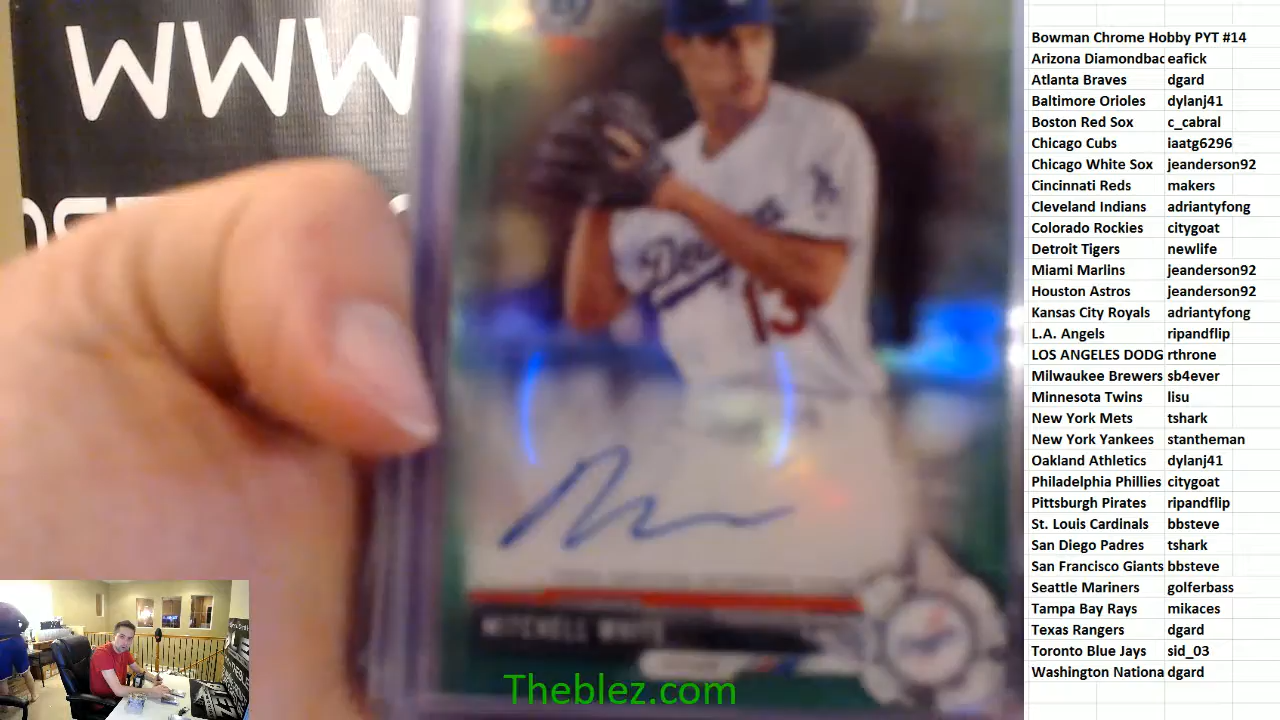 WWW
Dodgers
13
LA
MITCHELL WHITE
Theblez.com
Bowman Chrome Hobby PYT #14
Arizona Diamondbac eafick
Atlanta Braves dgard
Baltimore Orioles dylanj41
Boston Red Sox c_cabral
Chicago Cubs iaatg6296
Chicago White Sox jeanderson92
Cincinnati Reds makers
Cleveland Indians adriantyfong
Colorado Rockies citygoat
Detroit Tigers newlife
Miami Marlins jeanderson92
Houston Astros jeanderson92
Kansas City Royals adriantyfong
L.A. Angels ripandflip
LOS ANGELES DODG rthrone
Milwaukee Brewers sb4ever
Minnesota Twins lisu
New York Mets tshark
New York Yankees stantheman
Oakland Athletics dylanj41
Philadelphia Phillies citygoat
Pittsburgh Pirates ripandflip
St. Louis Cardinals bbsteve
San Diego Padres tshark
San Francisco Giants bbsteve
Seattle Mariners golferbass
Tampa Bay Rays mikaces
Texas Rangers dgard
Toronto Blue Jays sid_03
Washington Nationa dgard